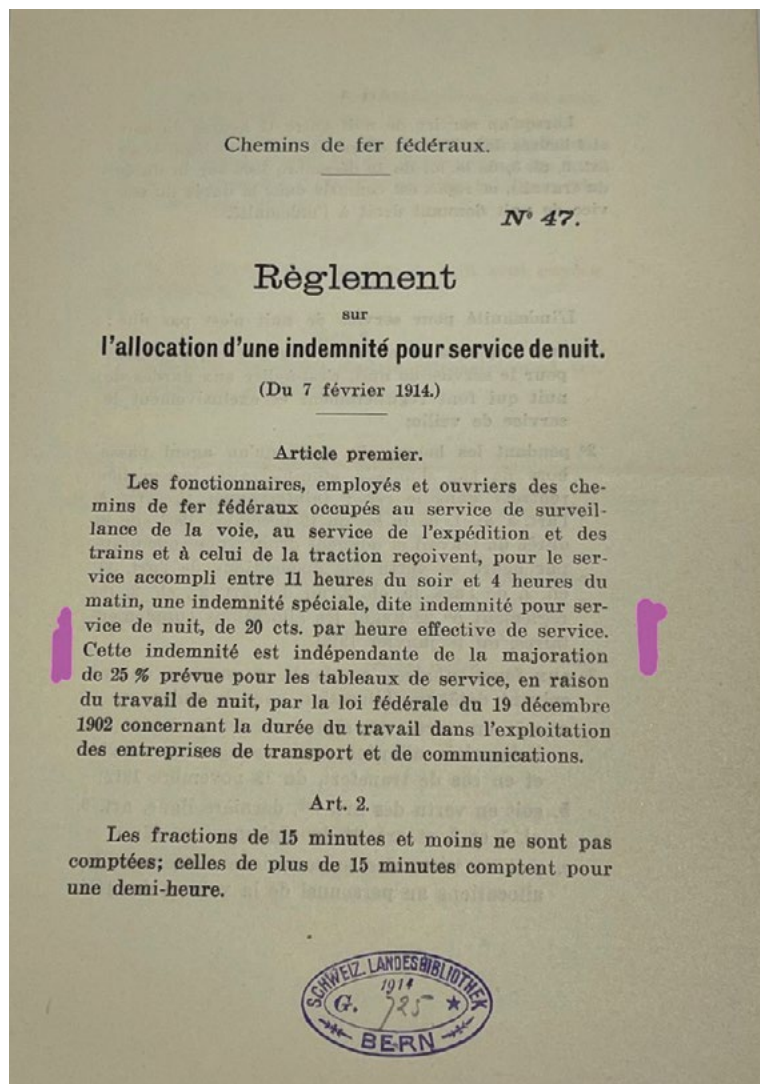 Chemins de fer fédéraux.
Nº 47.
Règlement
sur
l'allocation d'une indemnité pour service de nuit.
(Du 7 février 1914.)
Article premier.
Les fonctionnaires, employés et ouvriers des che-
mins de fer fédéraux occupés au service de surveil-
lance de la voie, au service de l'expédition et des
trains et à celui de la traction reçoivent, pour le ser-
vice accompli entre 11 heures du soir et 4 heures du
matin, une indemnité spéciale, dite indemnité pour ser-
vice de nuit, de 20 cts. par heure effective de service.
Cette indemnité est indépendante de la majoration
de 25 % prévue pour les tableaux de service, en raison
du travail de nuit, par la loi fédérale du 19 décembre
1902 concernant la durée du travail dans l'exploitation
des entreprises de transport et de communications.
Art. 2.
Les fractions de 15 minutes et moins ne sont pas
comptées; celles de plus de 15 minutes comptent pour
une demi-heure.
SCHWEIZ. LANDESBIBLIOTHEK
1914
G. 725
BERN